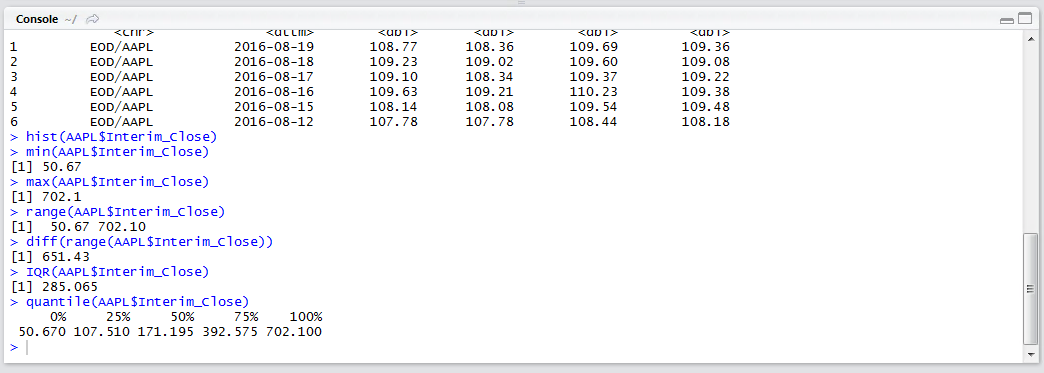 Console ~/
<chr> <dttm> <dbl> <dbl> <dbl> <dbl>
1 EOD/AAPL 2016-08-19 108.77 108.36 109.69 109.36
2 EOD/AAPL 2016-08-18 109.23 109.02 109.60 109.08
3 EOD/AAPL 2016-08-17 109.10 108.34 109.37 109.22
4 EOD/AAPL 2016-08-16 109.63 109.21 110.23 109.38
5 EOD/AAPL 2016-08-15 108.14 108.08 109.54 109.48
6 EOD/AAPL 2016-08-12 107.78 107.78 108.44 108.18
> hist(AAPL$Interim_Close)
> min(AAPL$Interim_Close)
[1] 50.67
> max(AAPL$Interim_Close)
[1] 702.1
> range(AAPL$Interim_Close)
[1] 50.67 702.10
> diff(range(AAPL$Interim_Close))
[1] 651.43
> IQR(AAPL$Interim_Close)
[1] 285.065
> quantile(AAPL$Interim_Close)
0% 25% 50% 75% 100%
50.670 107.510 171.195 392.575 702.100
>